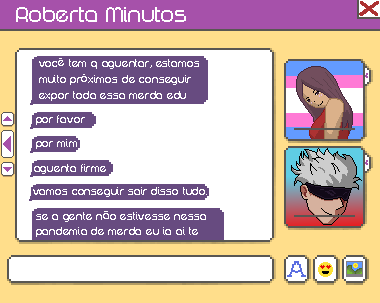 Roberta Minutos
você tem q aguentar, estamos
muito próximos de conseguir
expor toda essa merda edu
por favor
por mim
aguenta firme
vamos conseguir sair disso tudo.
se a gente não estivesse nessa
pandemia de merda eu ia ai te
A